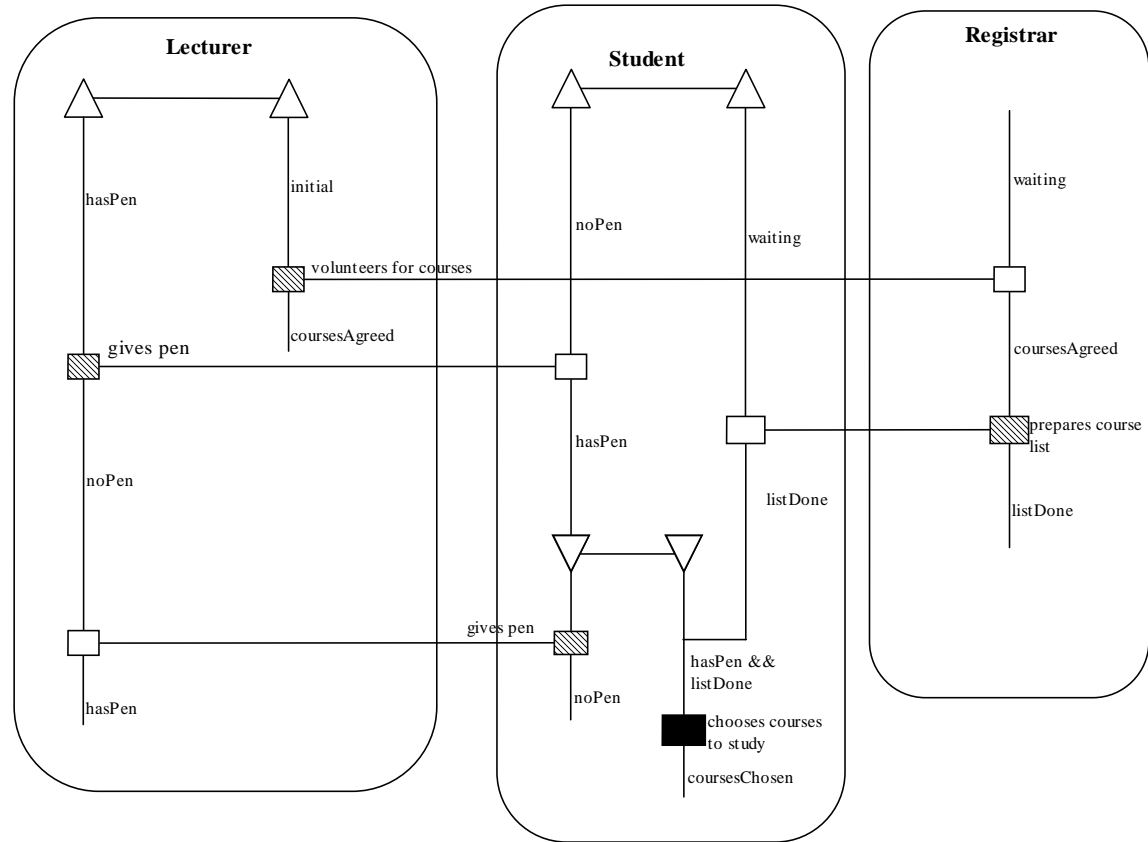 Lecturer
Student
Registrar
hasPen
initial
noPen
waiting
waiting
volunteers for courses
coursesAgreed
gives pen
coursesAgreed
hasPen
prepares course
list
noPen
listDone
listDone
gives pen
hasPen &&
listDone
hasPen
noPen
chooses courses
to study
coursesChosen